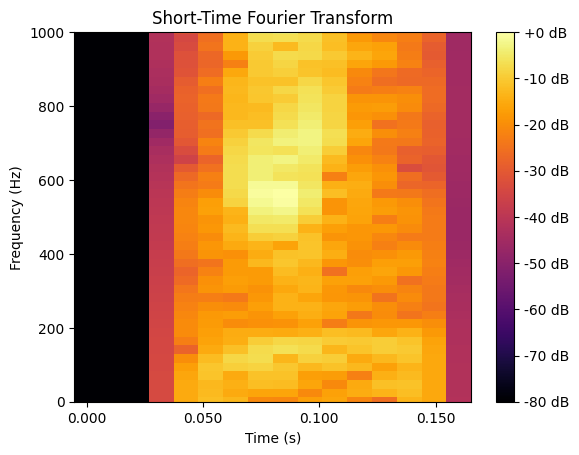 Short-Time Fourier Transform
1000
800
600
400
200
0
Frequency (Hz)
0.000
0.050
0.100
0.150
Time (s)
+0 dB
-10 dB
-20 dB
-30 dB
-40 dB
-50 dB
-60 dB
-70 dB
-80 dB